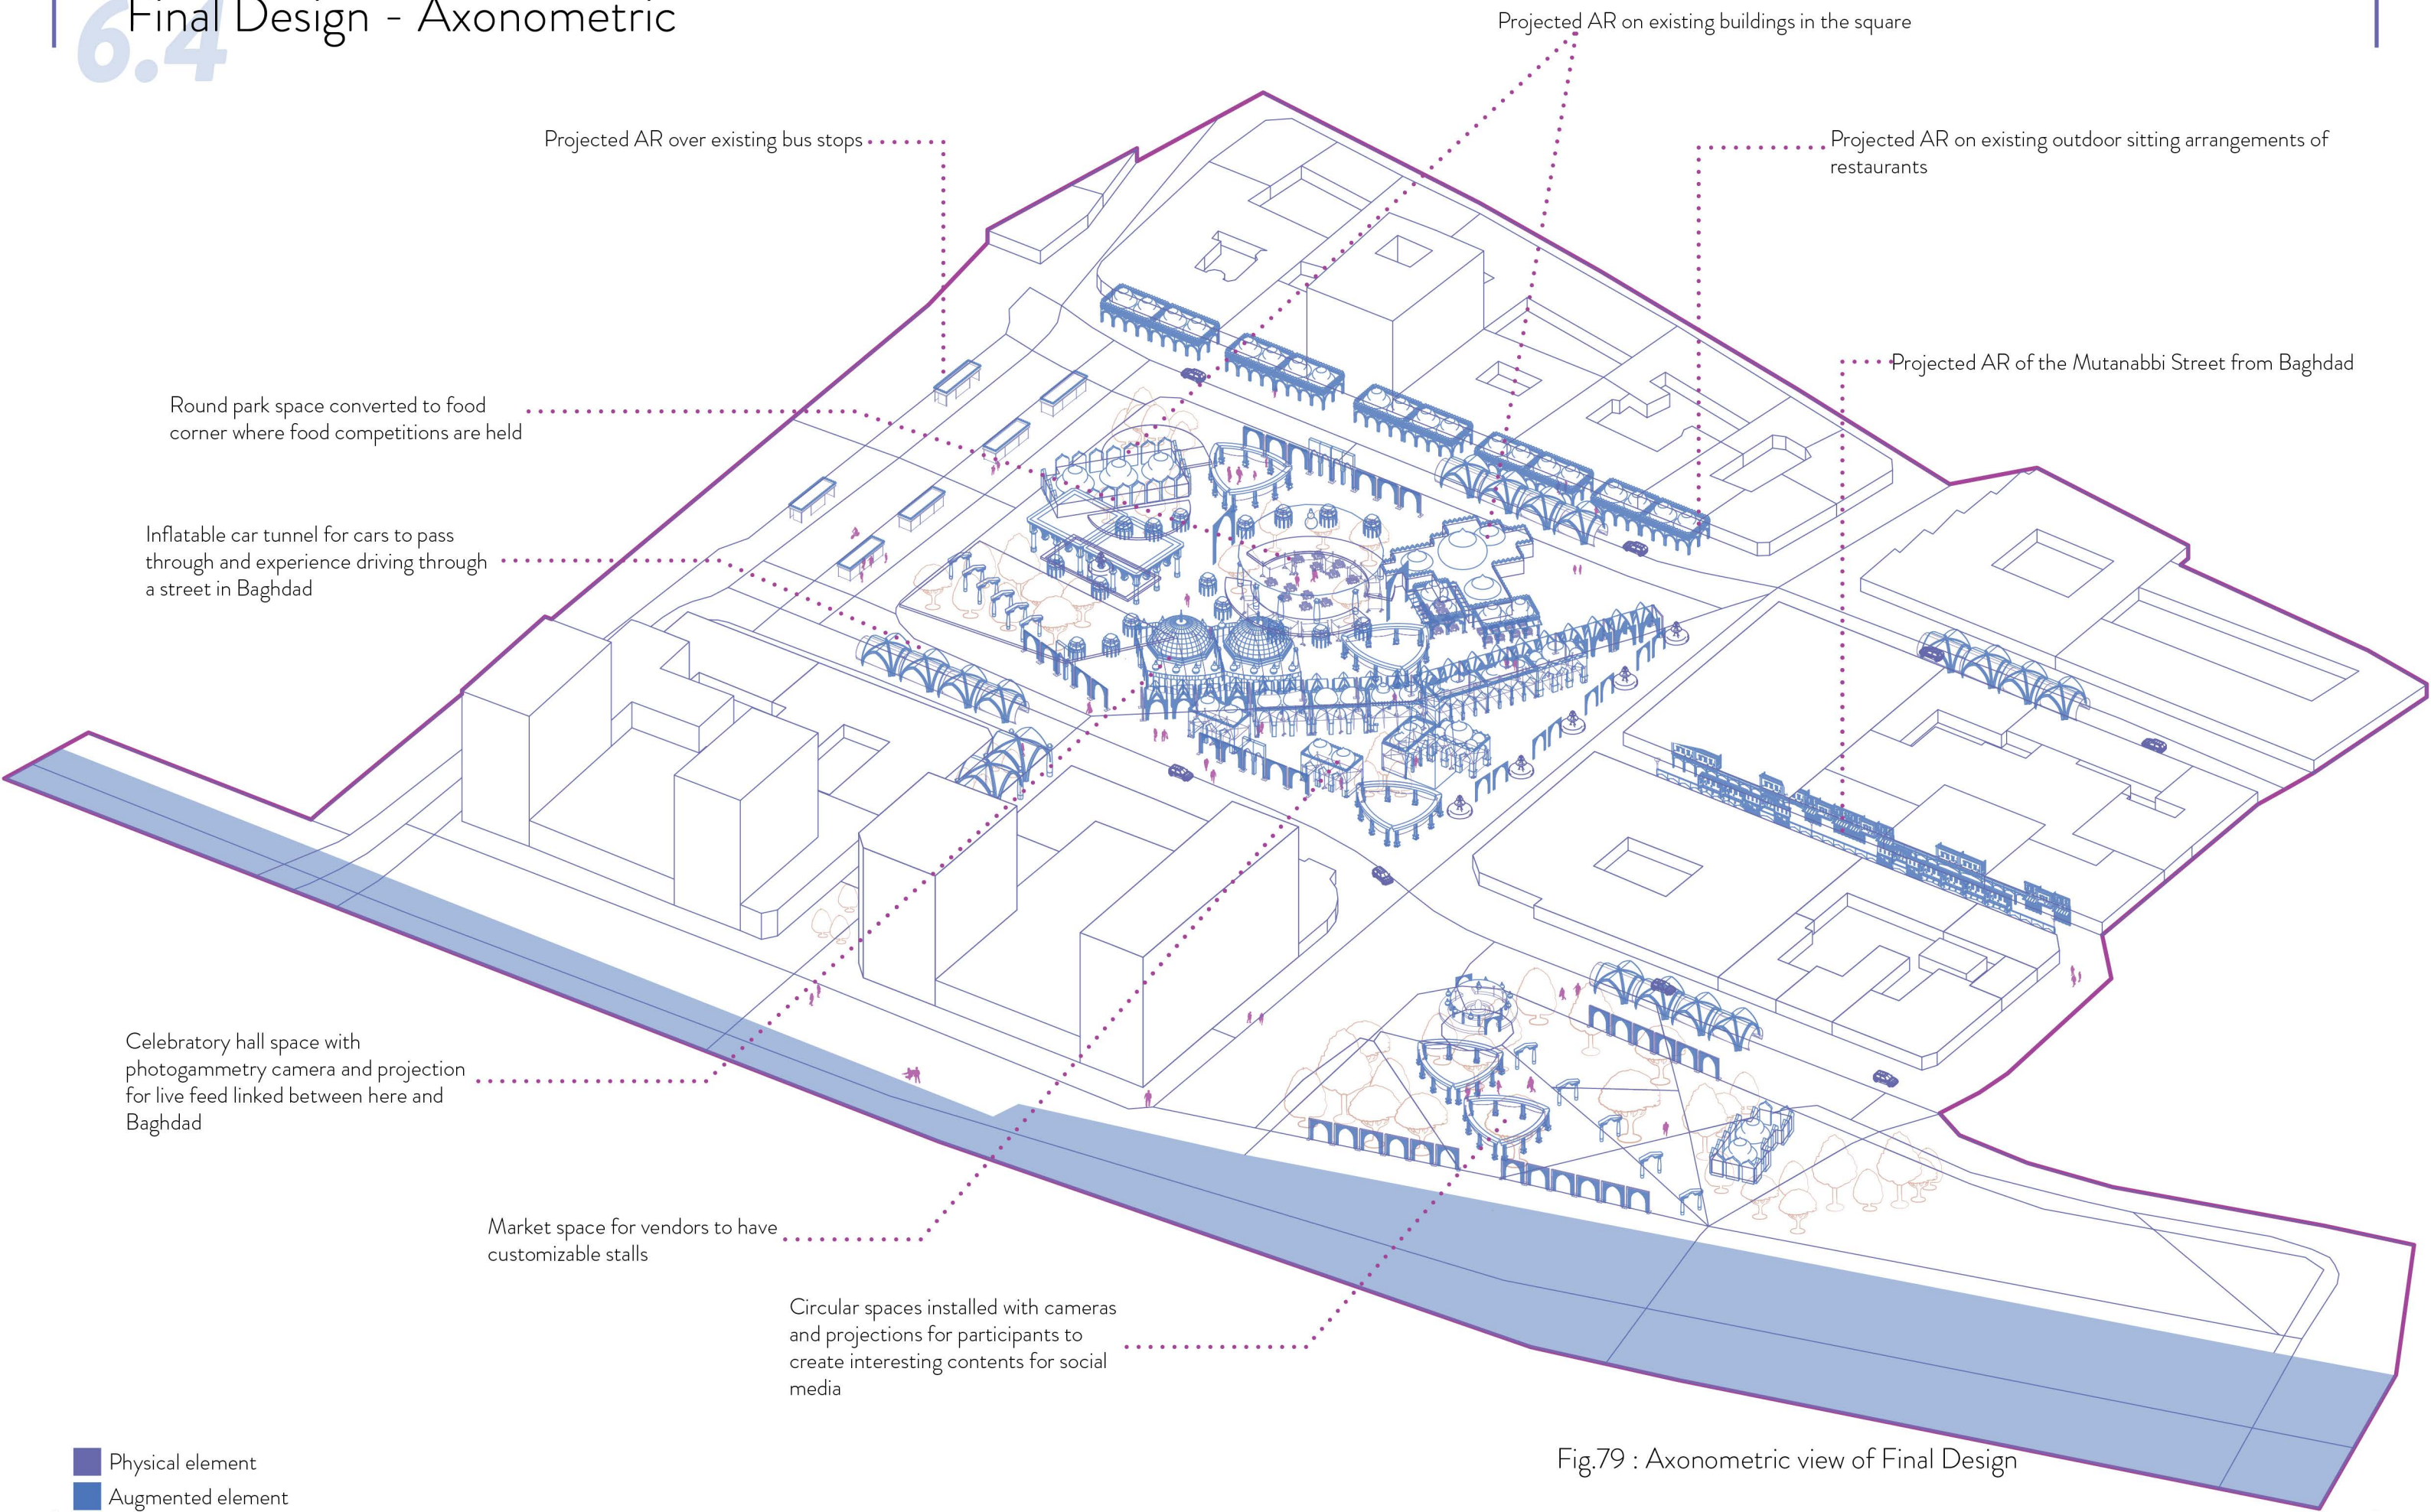 6.4
Final Design - Axonometric
Projected AR on existing buildings in the square
Projected AR over existing bus stops
Projected AR on existing outdoor sitting arrangements of
restaurants
Projected AR of the Mutanabbi Street from Baghdad
Round park space converted to food
corner where food competitions are held
Inflatable car tunnel for cars to pass
through and experience driving through
a street in Baghdad
Celebratory hall space with
photogammetry camera and projection
for live feed linked between here and
Baghdad
Market space for vendors to have
customizable stalls
Circular spaces installed with cameras
and projections for participants to
create interesting contents for social
media
Physical element
Augmented element
Fig.79 : Axonometric view of Final Design